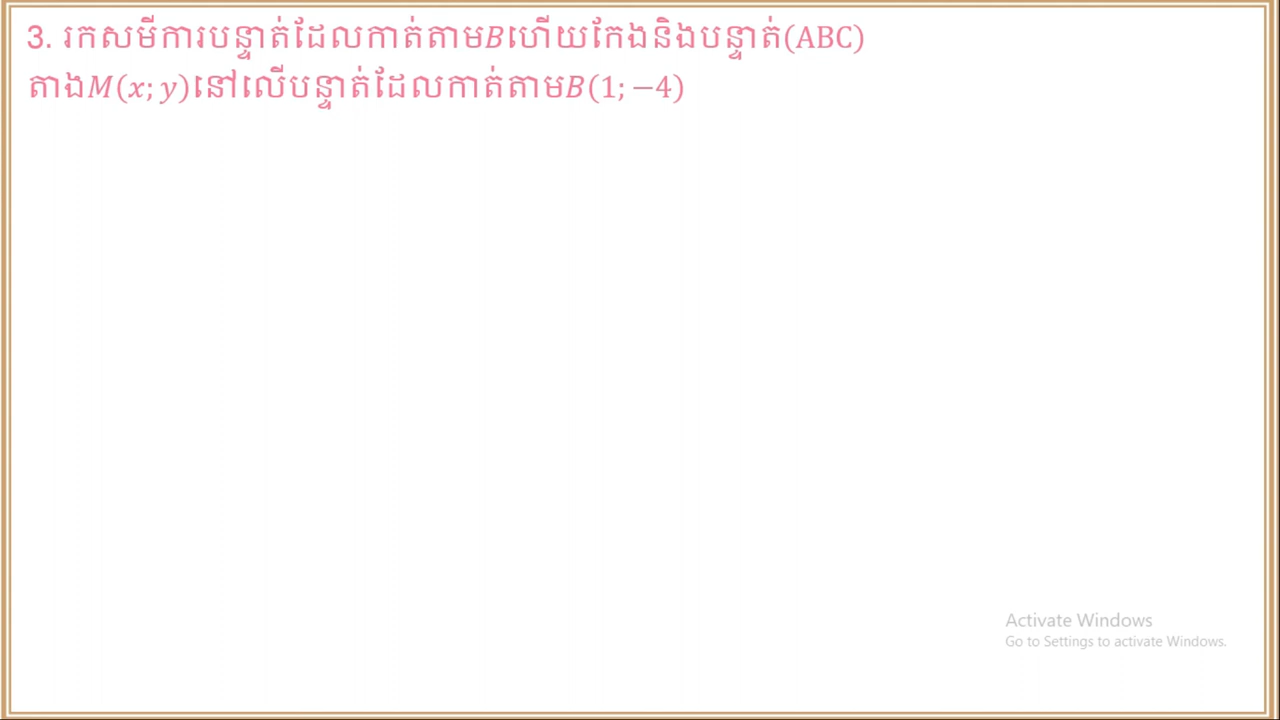 3. រកសមីការបន្ទាត់ដែលកាត់តាមBហើយកែងនិងបន្ទាត់(ABC)
តាងM(x; y)នៅលើបន្ទាត់ដែលកាត់តាមB(1; −4)
Activate Windows
Go to Settings to activate Windows.